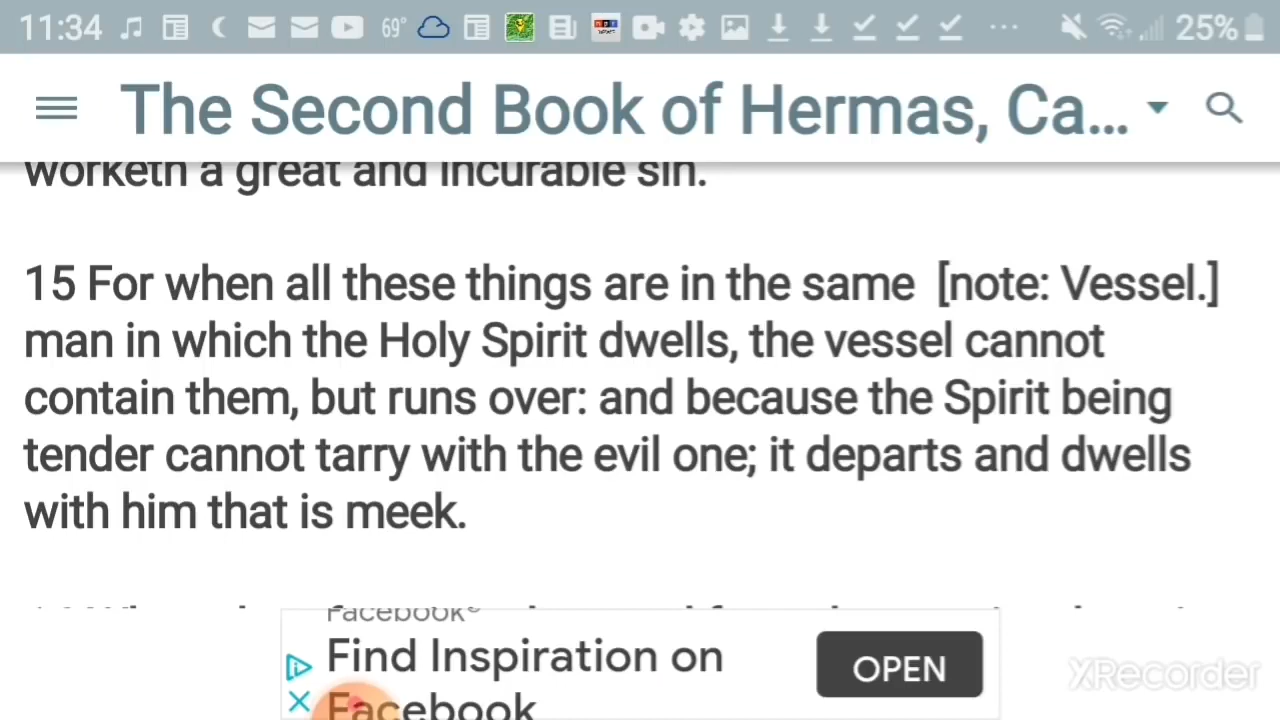 11:34 69° 25%
The Second Book of Hermas, Ca...
worketh a great and incurable sin.
15 For when all these things are in the same [note: Vessel.]
man in which the Holy Spirit dwells, the vessel cannot
contain them, but runs over: and because the Spirit being
tender cannot tarry with the evil one; it departs and dwells
with him that is meek.
Facebook®
Find Inspiration on
Facebook
OPEN
XRecorder